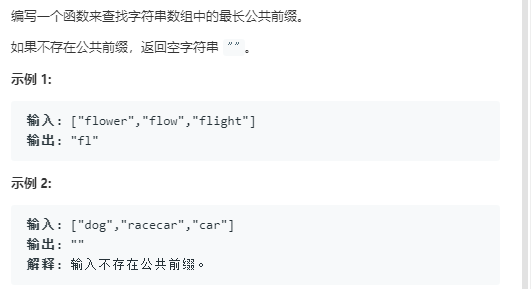 编写一个函数来查找字符串数组中的最长公共前缀。
如果不存在公共前缀，返回空字符串 ""。
示例 1:
输入: ["flower","flow","flight"]
输出: "fl"
示例 2:
输入: ["dog","racecar","car"]
输出: ""
解释: 输入不存在公共前缀。